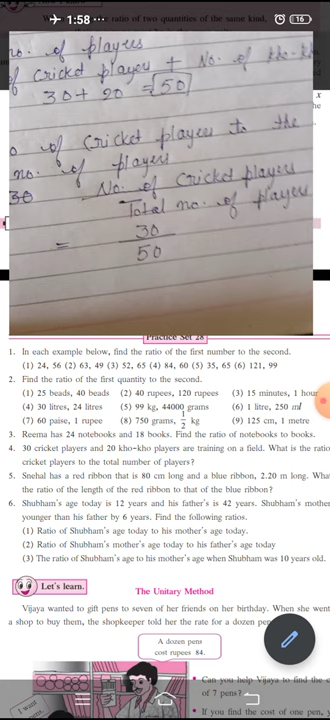 1:58
16
the ratio of two quantities of the same kind,
no. of players
of cricket players + No. of kho-kh
30 + 20 = 50
x
he
o of cricket players to the
no. of players
30 No. of Cricket players
Total no. of players
= 30
50
Practice Set 28
1. In each example below, find the ratio of the first number to the second.
(1) 24, 56 (2) 63, 49 (3) 52, 65 (4) 84, 60 (5) 35, 65 (6) 121, 99
2. Find the ratio of the first quantity to the second.
(1) 25 beads, 40 beads (2) 40 rupees, 120 rupees (3) 15 minutes, 1 hour
(4) 30 litres, 24 litres (5) 99 kg, 44000 grams (6) 1 litre, 250 ml
(7) 60 paise, 1 rupee (8) 750 grams, 1/2 kg (9) 125 cm, 1 metre
3. Reema has 24 notebooks and 18 books. Find the ratio of notebooks to books.
4. 30 cricket players and 20 kho-kho players are training on a field. What is the ratio
cricket players to the total number of players?
5. Snehal has a red ribbon that is 80 cm long and a blue ribbon, 2.20 m long. What
the ratio of the length of the red ribbon to that of the blue ribbon?
6. Shubham's age today is 12 years and his father's is 42 years. Shubham's mother
younger than his father by 6 years. Find the following ratios.
(1) Ratio of Shubham's age today to his mother's age today.
(2) Ratio of Shubham's mother's age today to his father's age today
(3) The ratio of Shubham's age to his mother's age when Shubham was 10 years old.
Let's learn.
The Unitary Method
Vijaya wanted to gift pens to seven of her friends on her birthday. When she went
a shop to buy them, the shopkeeper told her the rate for a dozen pen
A dozen pens
cost rupees 84.
I want
• Can you help Vijaya to find the c
of 7 pens?
• If you find the cost of one pen,